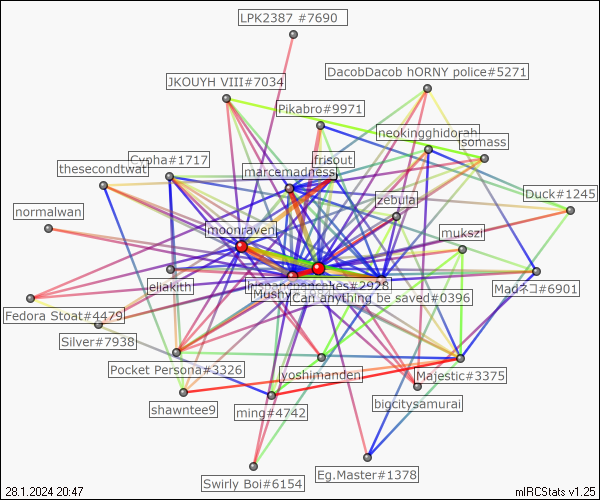 LPK2387 #7690
DacobDacob hORNY police#5271
JKOUYH VIII#7034
Pikabro#9971
neokingghidorah
somass
frisout
Cypha#1717
thesecondtwat
marcemadness
Duck#1245
zebula
normalwan
moonraven
mukszi
eljakith
Mushy
Can anything be saved#0396
Madネコ#6901
Fedora Stoat#4479
Silver#7938
Pocket Persona#3326
yoshimanden
Majestic#3375
shawntee9
ming#4742
bigcitysamurai
Swirly Boi#6154
Eg.Master#1378
28.1.2024 20:47
mIRCStats v1.25